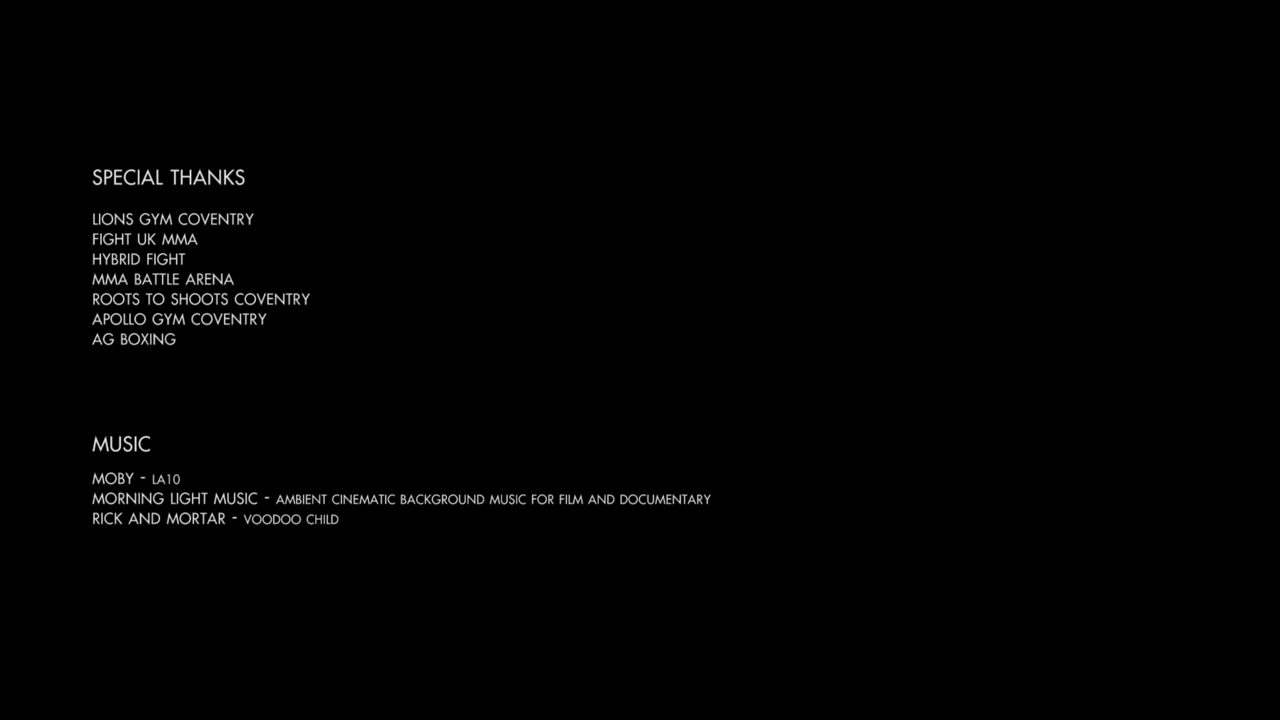 SPECIAL THANKS
LIONS GYM COVENTRY
FIGHT UK MMA
HYBRID FIGHT
MMA BATTLE ARENA
ROOTS TO SHOOTS COVENTRY
APOLLO GYM COVENTRY
AG BOXING
MUSIC
MOBY - LA10
MORNING LIGHT MUSIC - AMBIENT CINEMATIC BACKGROUND MUSIC FOR FILM AND DOCUMENTARY
RICK AND MORTAR - VOODOO CHILD